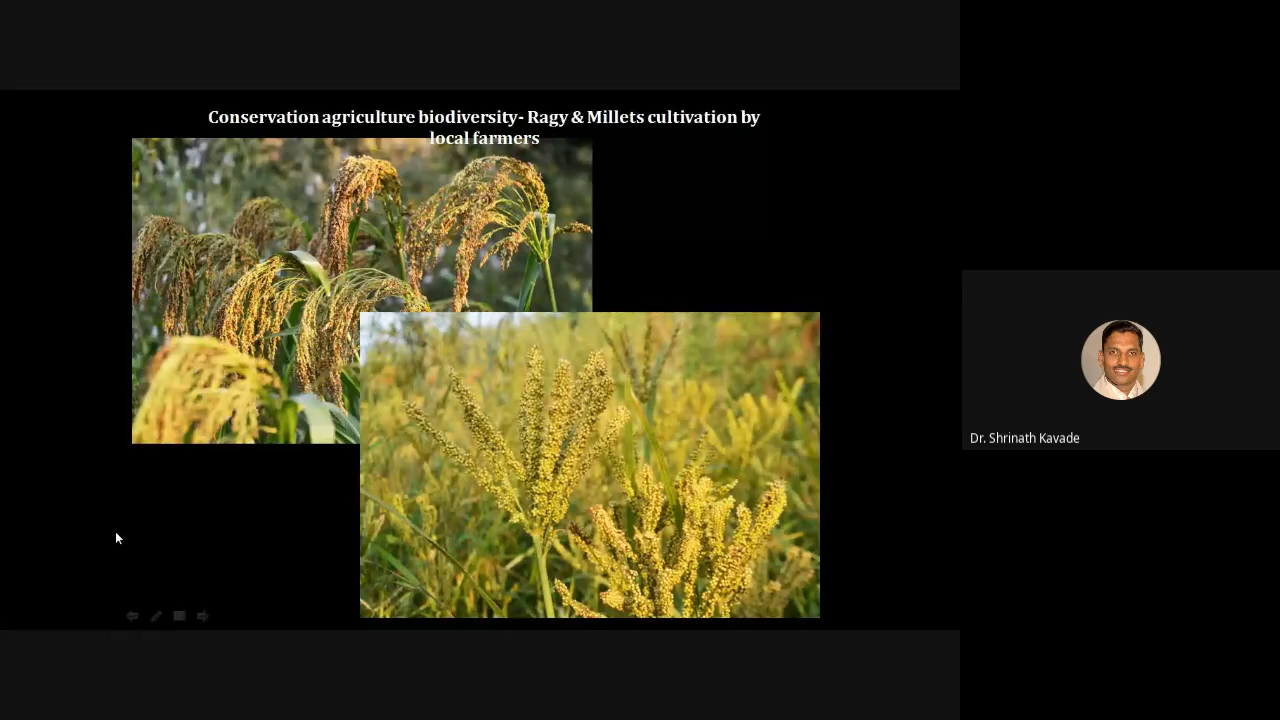 Conservation agriculture biodiversity- Ragy & Millets cultivation by
local farmers
Dr. Shrinath Kavade